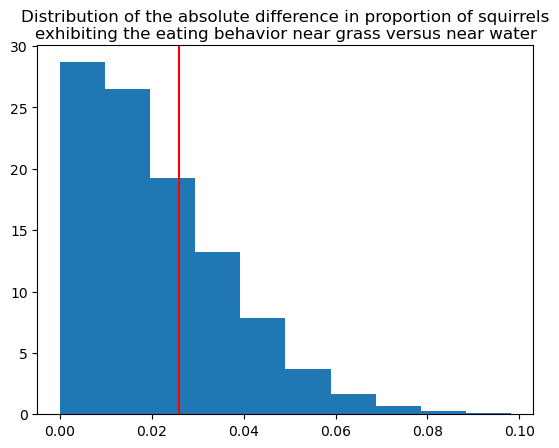 Distribution of the absolute difference in proportion of squirrels
exhibiting the eating behavior near grass versus near water
30
25
20
15
10
5
0
0.00 0.02 0.04 0.06 0.08 0.10